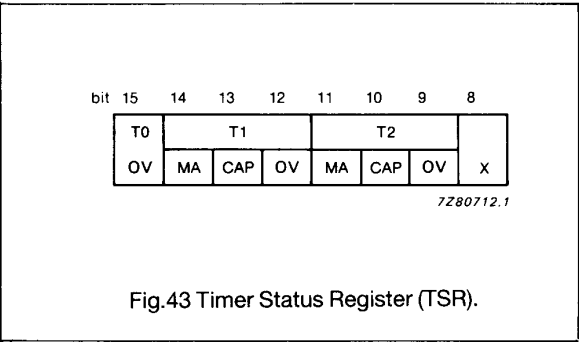 bit 15 14 13 12 11 10 9 8
T0 T1 T2
OV MA CAP OV MA CAP OV X
7Z80712.1
Fig.43 Timer Status Register (TSR).